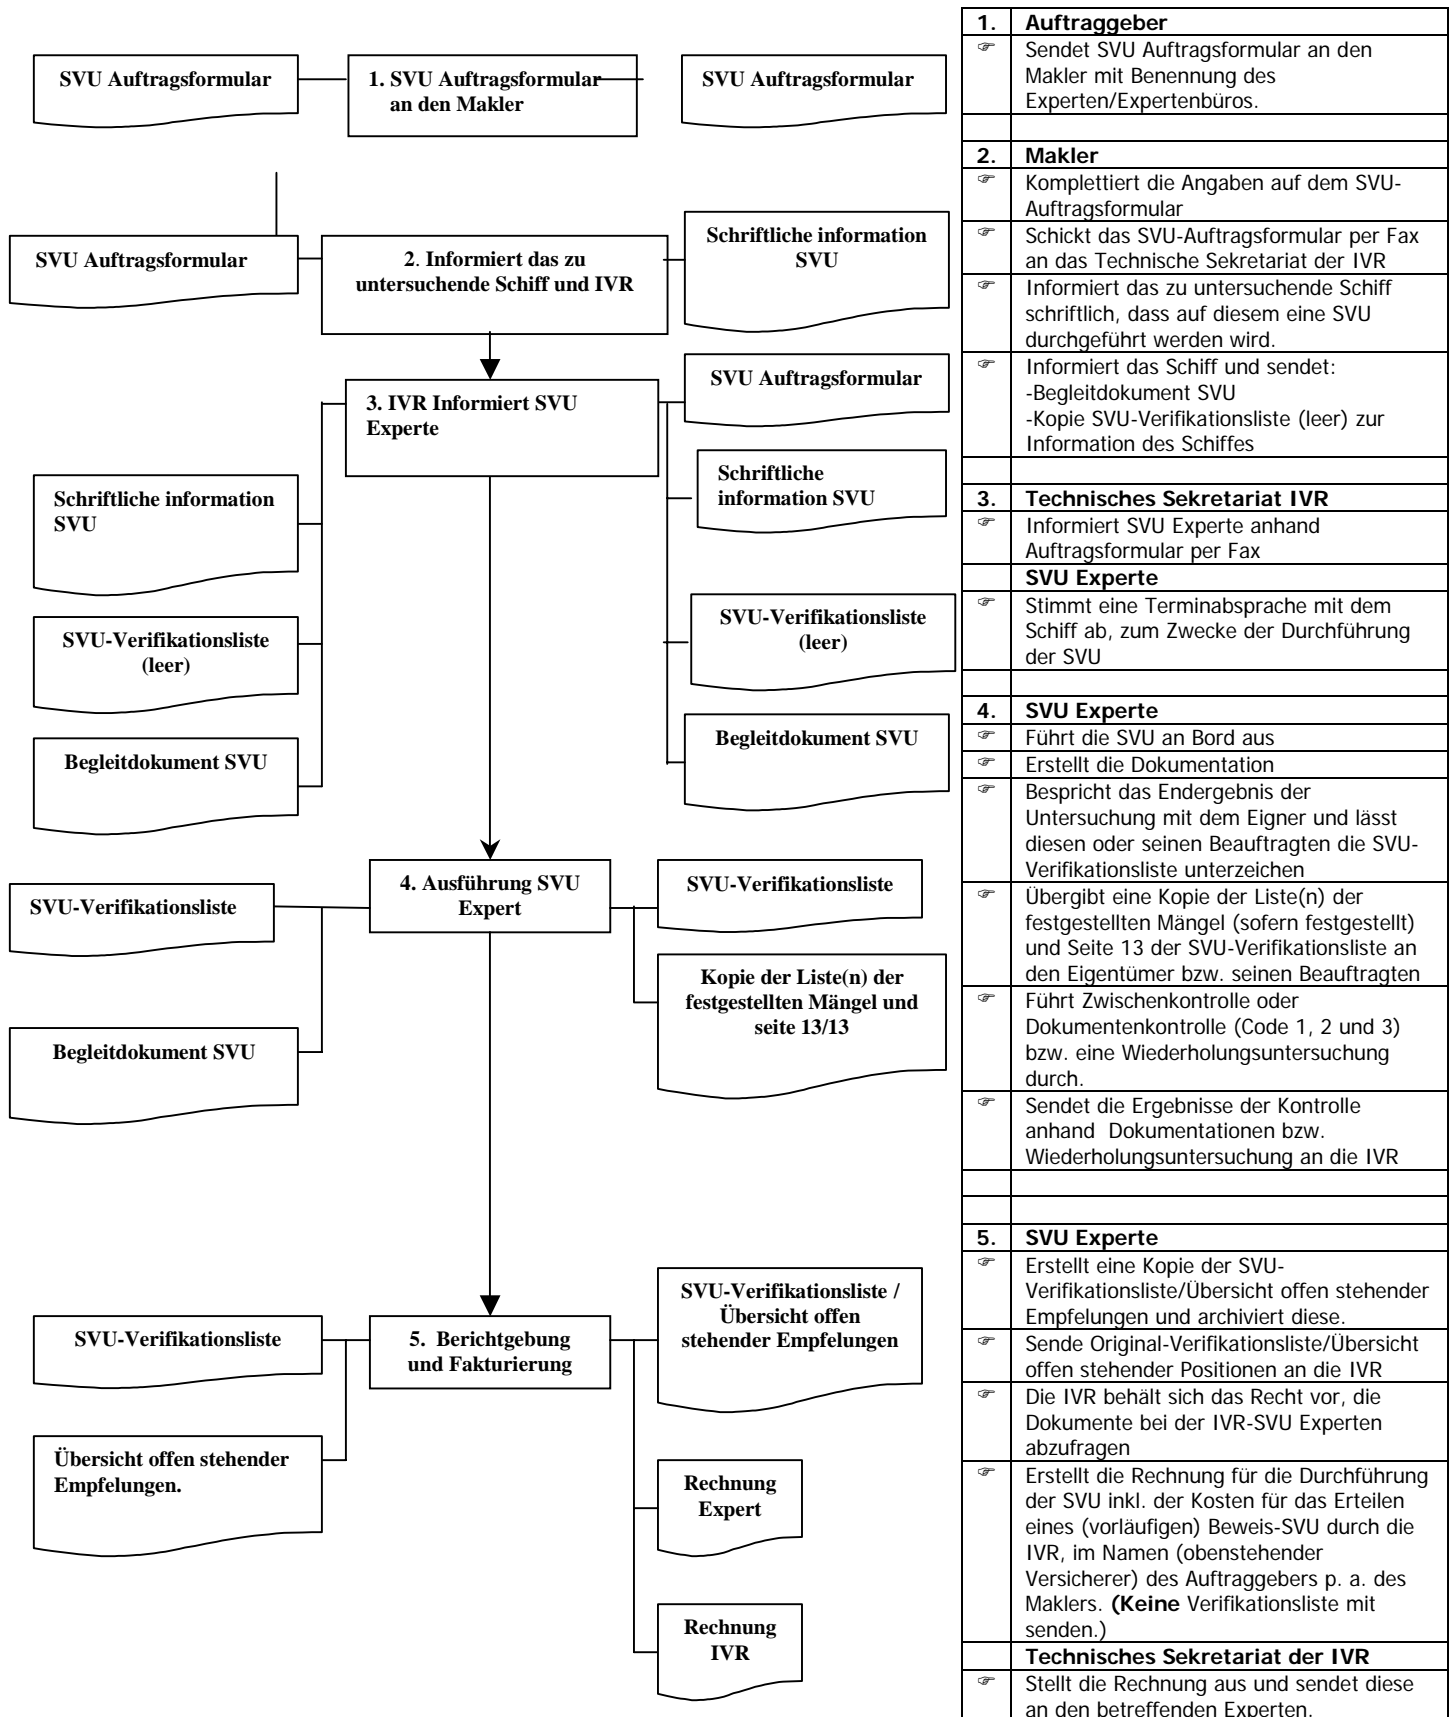 SVU Auftragsformular
1. SVU Auftragsformular
an den Makler
SVU Auftragsformular
SVU Auftragsformular
2. Informiert das zu
untersuchende Schiff und IVR
Schriftliche information
SVU
3. IVR Informiert SVU
Experte
SVU Auftragsformular
Schriftliche
information SVU
Schriftliche information
SVU
SVU-Verifikationsliste
(leer)
SVU-Verifikationsliste
(leer)
Begleitdokument SVU
Begleitdokument SVU
4. Ausführung SVU
Expert
SVU-Verifikationsliste
SVU-Verifikationsliste
Kopie der Liste(n) der
festgestellten Mängel und
seite 13/13
Begleitdokument SVU
SVU-Verifikationsliste /
Übersicht offen
stehender Empfelungen
SVU-Verifikationsliste
5. Berichtgebung
und Fakturierung
Übersicht offen stehender
Empfelungen.
Rechnung
Expert
Rechnung
IVR
1. Auftraggeber
☞ Sendet SVU Auftragsformular an den
Makler mit Benennung des
Experten/Expertenbüros.
2. Makler
☞ Komplettiert die Angaben auf dem SVU-
Auftragsformular
☞ Schickt das SVU-Auftragsformular per Fax
an das Technische Sekretariat der IVR
☞ Informiert das zu untersuchende Schiff
schriftlich, dass auf diesem eine SVU
durchgeführt werden wird.
☞ Informiert das Schiff und sendet:
-Begleitdokument SVU
-Kopie SVU-Verifikationsliste (leer) zur
Information des Schiffes
3. Technisches Sekretariat IVR
☞ Informiert SVU Experte anhand
Auftragsformular per Fax
SVU Experte
☞ Stimmt eine Terminabsprache mit dem
Schiff ab, zum Zwecke der Durchführung
der SVU
4. SVU Experte
☞ Führt die SVU an Bord aus
☞ Erstellt die Dokumentation
☞ Bespricht das Endergebnis der
Untersuchung mit dem Eigner und lässt
diesen oder seinen Beauftragten die SVU-
Verifikationsliste unterzeichen
☞ Übergibt eine Kopie der Liste(n) der
festgestellten Mängel (sofern festgestellt)
und Seite 13 der SVU-Verifikationsliste an
den Eigentümer bzw. seinen Beauftragten
☞ Führt Zwischenkontrolle oder
Dokumentenkontrolle (Code 1, 2 und 3)
bzw. eine Wiederholungsuntersuchung
durch.
☞ Sendet die Ergebnisse der Kontrolle
anhand Dokumentationen bzw.
Wiederholungsuntersuchung an die IVR
5. SVU Experte
☞ Erstellt eine Kopie der SVU-
Verifikationsliste/Übersicht offen stehender
Empfelungen und archiviert diese.
☞ Sende Original-Verifikationsliste/Übersicht
offen stehender Positionen an die IVR
☞ Die IVR behält sich das Recht vor, die
Dokumente bei der IVR-SVU Experten
abzufragen
☞ Erstellt die Rechnung für die Durchführung
der SVU inkl. der Kosten für das Erteilen
eines (vorläufigen) Beweis-SVU durch die
IVR, im Namen (obenstehender
Versicherer) des Auftraggebers p. a. des
Maklers. (Keine Verifikationsliste mit
senden.)
Technisches Sekretariat der IVR
☞ Stellt die Rechnung aus und sendet diese
an den betreffenden Experten.